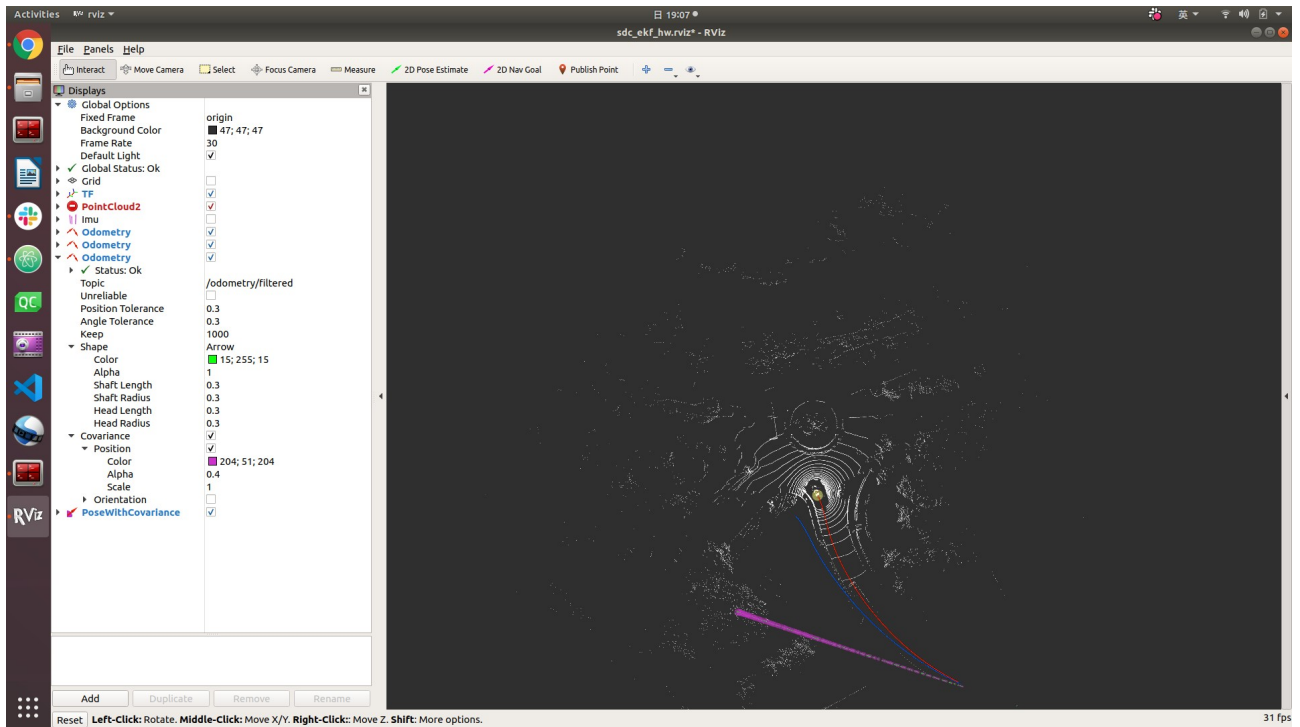 Activities RViz rviz
日 19:07
英
sdc_ekf_hw.rviz* - RViz
File Panels Help
Interact Move Camera Select Focus Camera Measure 2D Pose Estimate 2D Nav Goal Publish Point
Displays
Global Options
Fixed Frame origin
Background Color 47; 47; 47
Frame Rate 30
Default Light
Global Status: Ok
Grid
TF
PointCloud2
Imu
Odometry
Odometry
Odometry
Status: Ok
Topic /odometry/filtered
Unreliable
Position Tolerance 0.3
Angle Tolerance 0.3
Keep 1000
Shape Arrow
Color 15; 255; 15
Alpha 1
Shaft Length 0.3
Shaft Radius 0.3
Head Length 0.3
Head Radius 0.3
Covariance
Position
Color 204; 51; 204
Alpha 0.4
Scale 1
Orientation
PoseWithCovariance
QC
RViz
Add Duplicate Remove Rename
Reset Left-Click: Rotate. Middle-Click: Move X/Y. Right-Click:: Move Z. Shift: More options.
31 fps